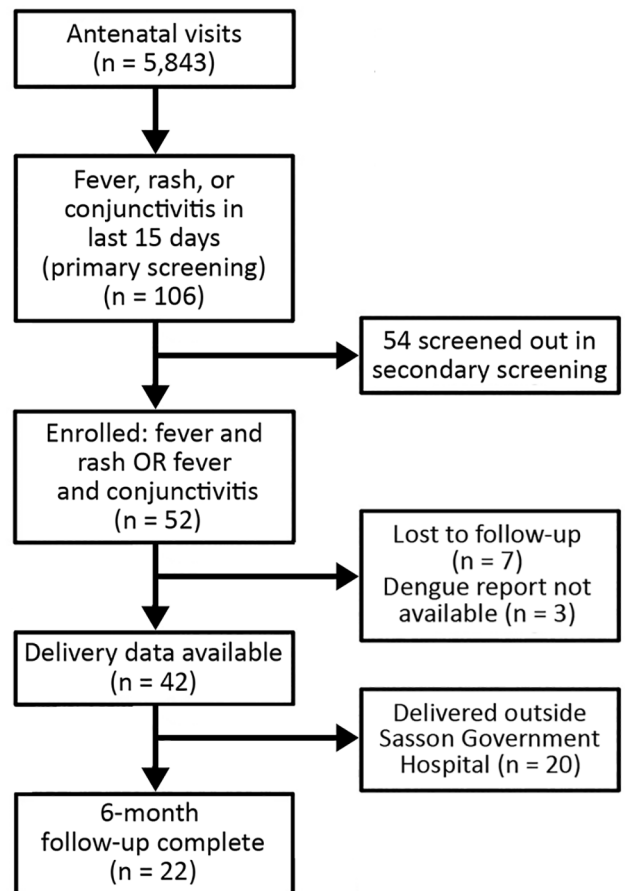 Antenatal visits
(n = 5,843)
Fever, rash, or
conjunctivitis in
last 15 days
(primary screening)
(n = 106)
54 screened out in
secondary screening
Enrolled: fever and
rash OR fever
and conjunctivitis
(n = 52)
Lost to follow-up
(n = 7)
Dengue report not
available (n = 3)
Delivery data available
(n = 42)
Delivered outside
Sasson Government
Hospital (n = 20)
6-month
follow-up complete
(n = 22)